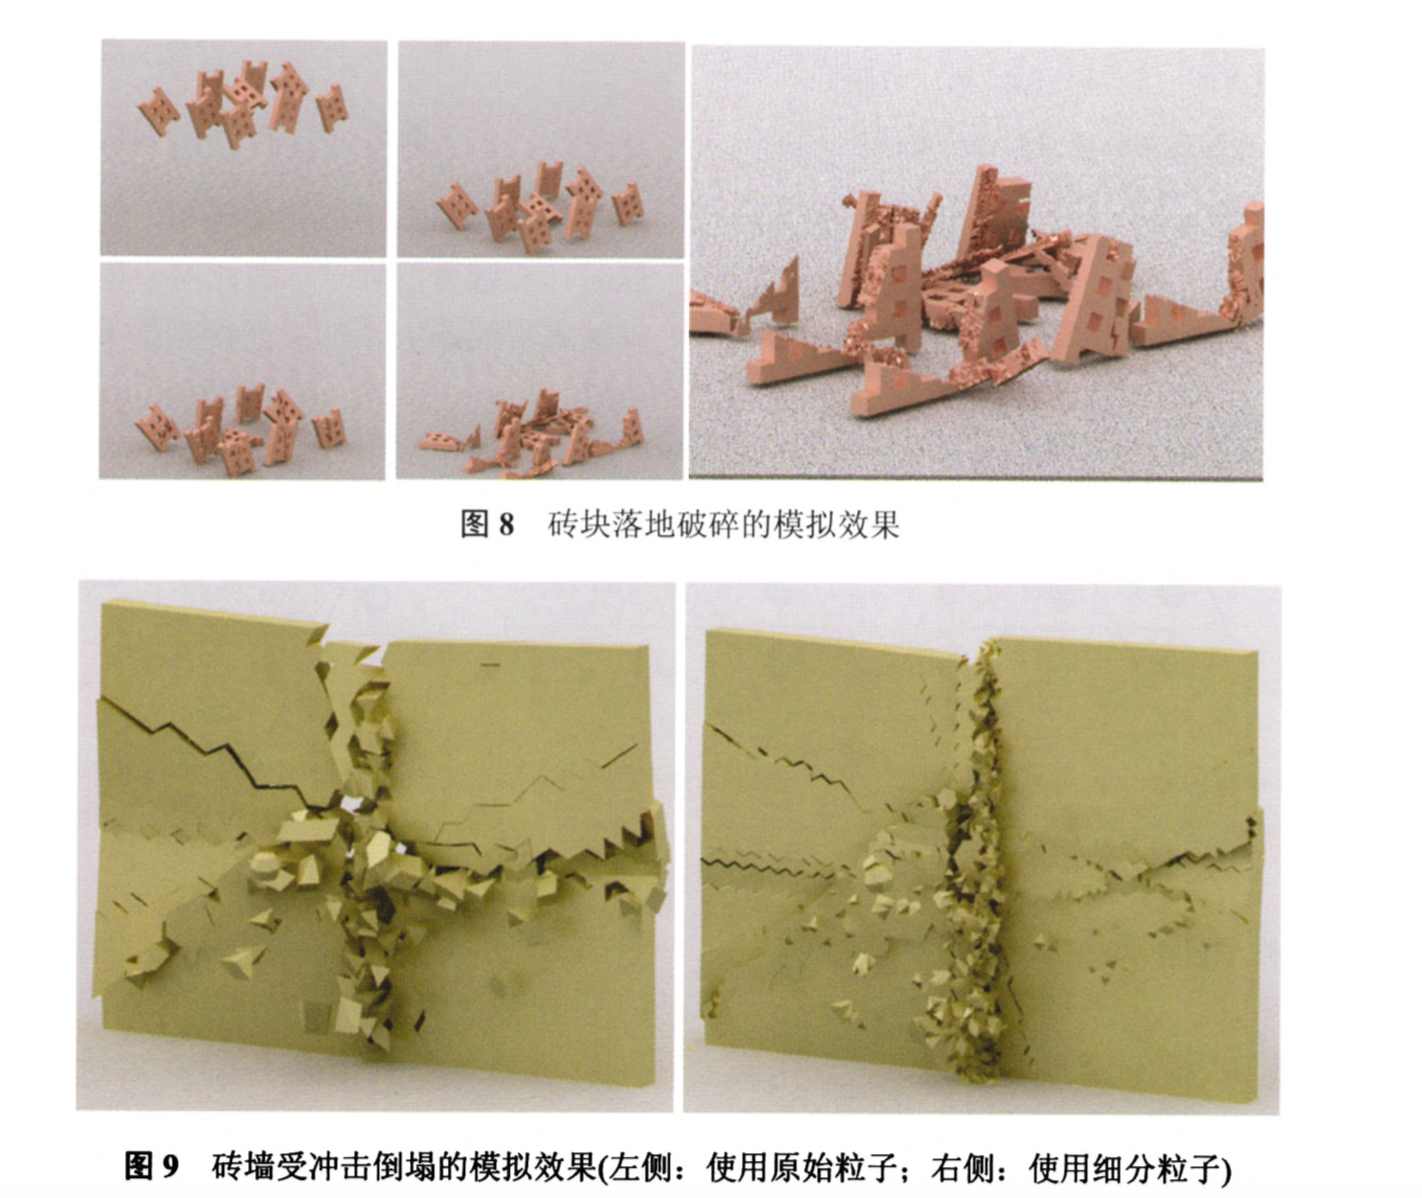 图 8 砖块落地破碎的模拟效果
图 9 砖墙受冲击倒塌的模拟效果(左侧：使用原始粒子；右侧：使用细分粒子)